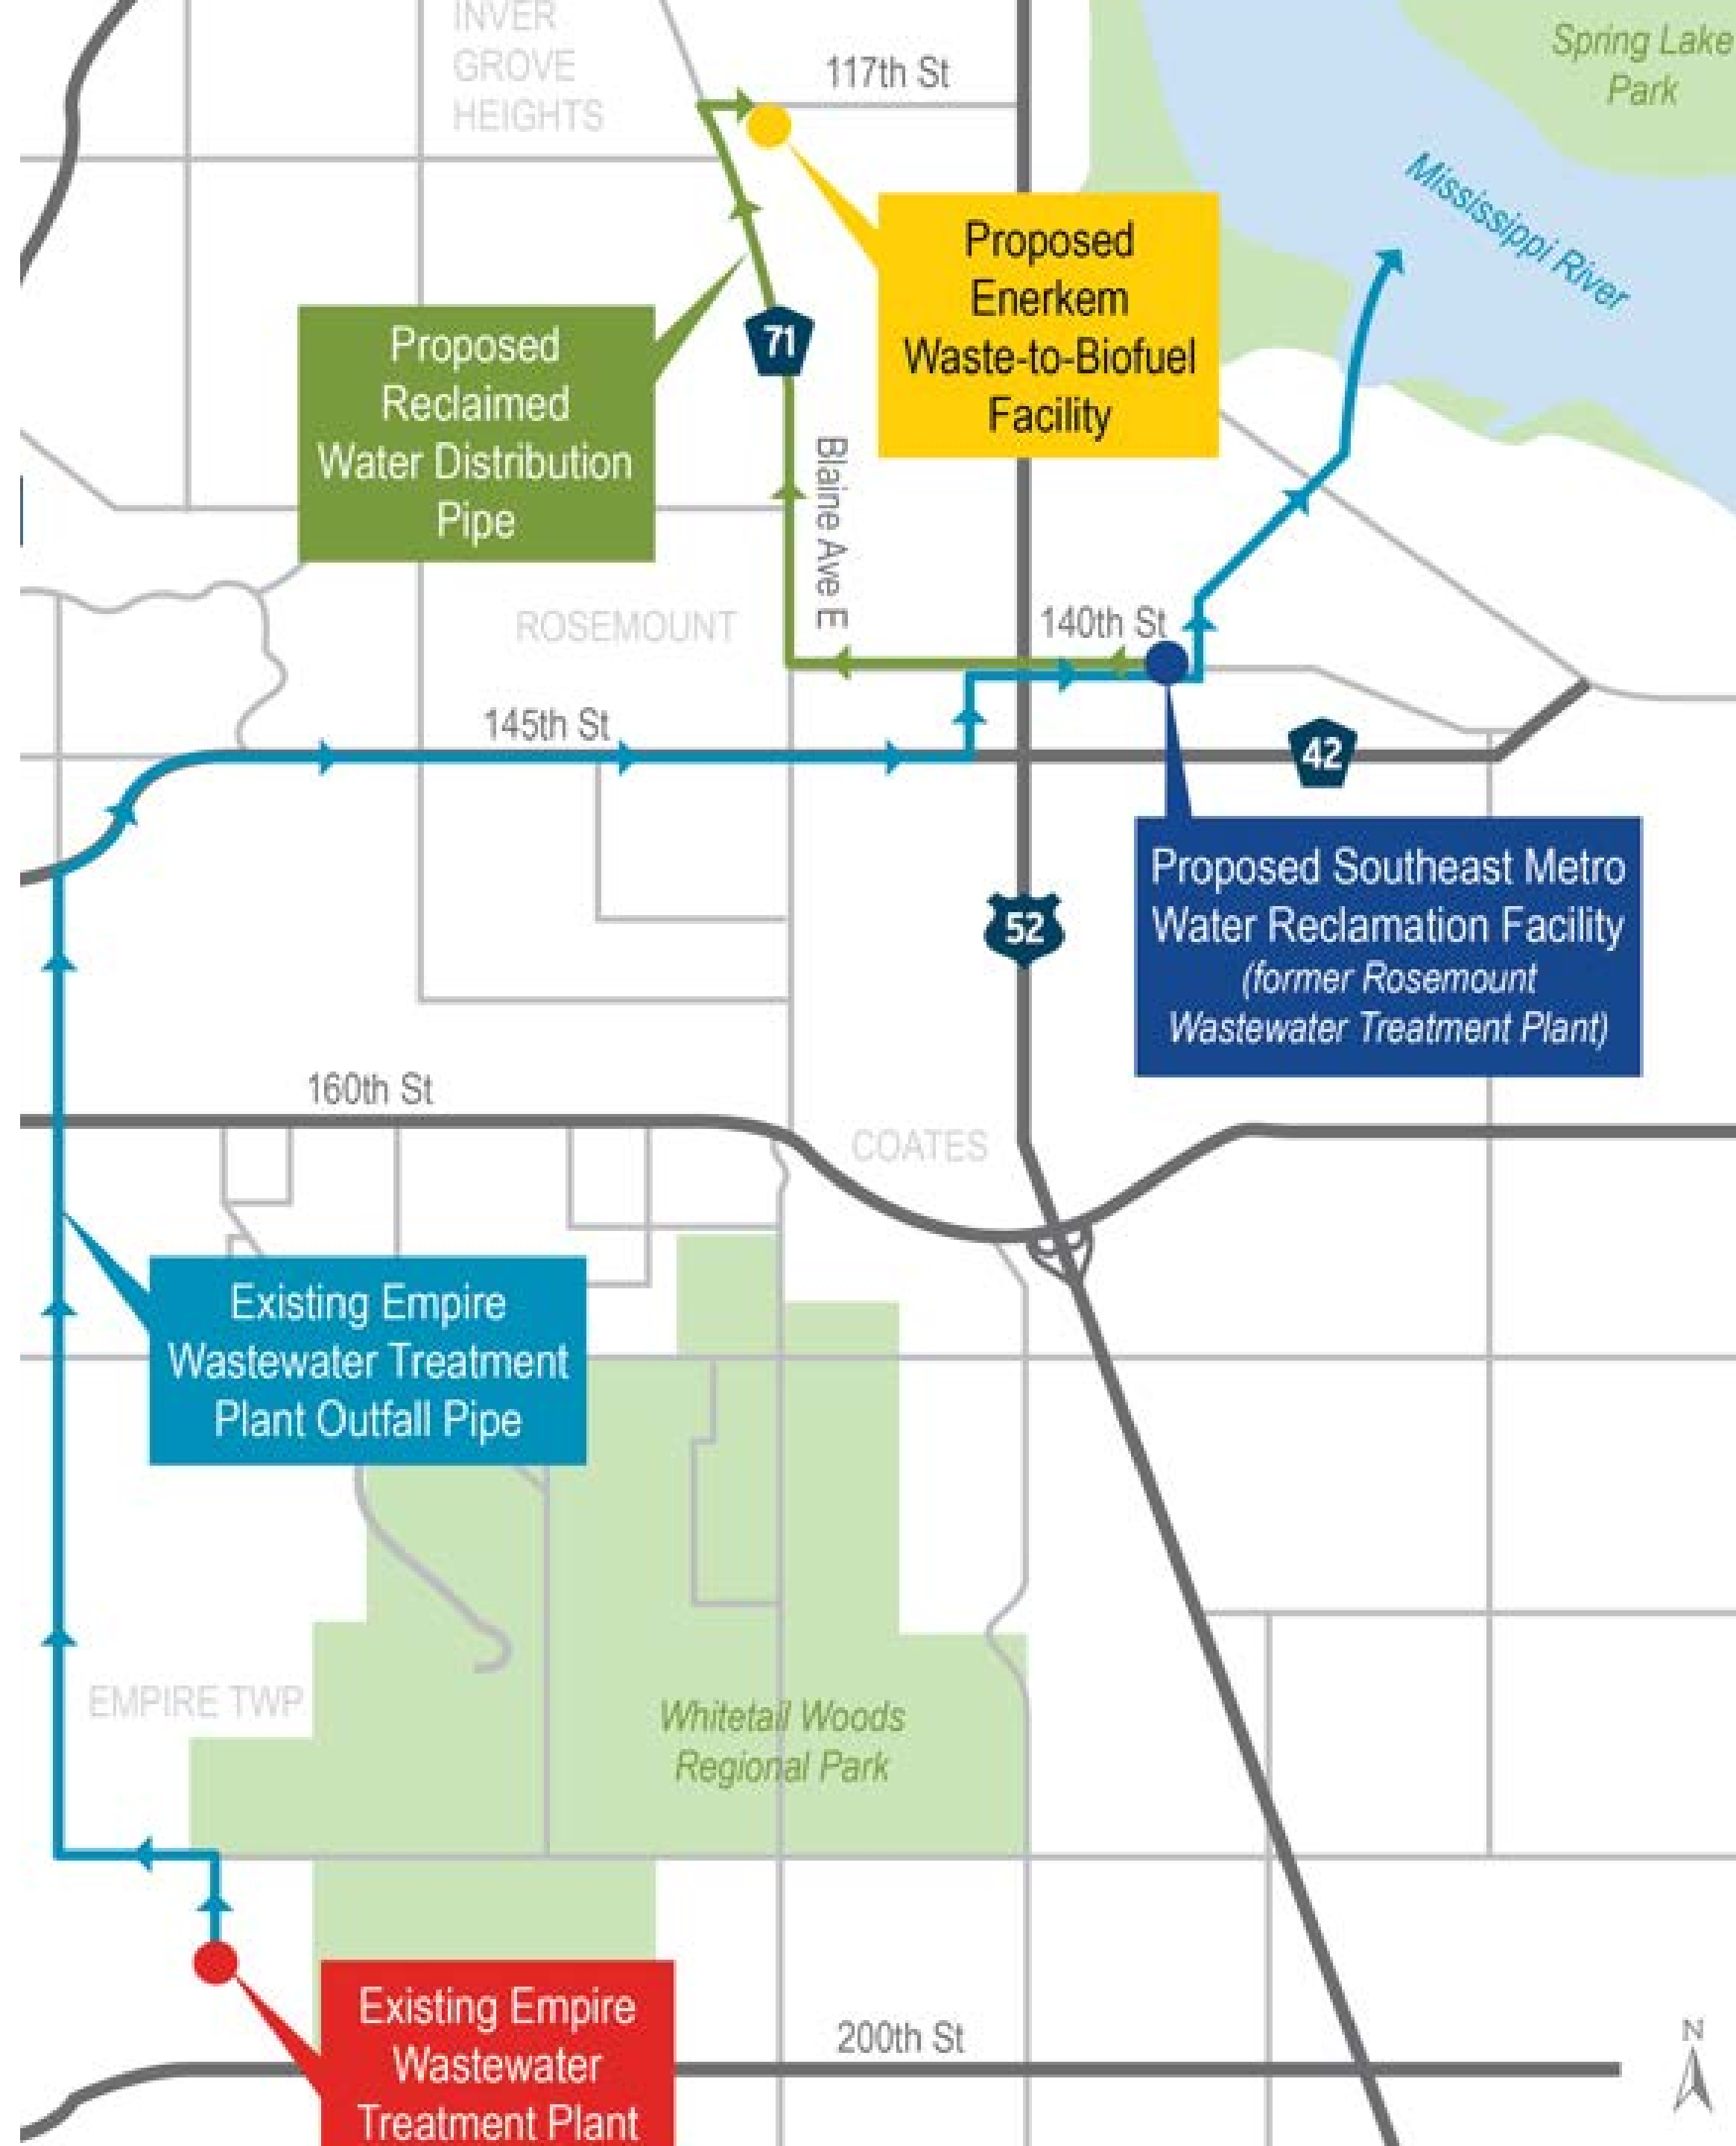 INVER
GROVE
HEIGHTS
117th St
Spring Lake
Park
Mississippi River
Proposed
Enerkem
Waste-to-Biofuel
Facility
Proposed
Reclaimed
Water Distribution
Pipe
71
Blaine Ave E
ROSEMOUNT
140th St
145th St
42
Proposed Southeast Metro
Water Reclamation Facility
(former Rosemount
Wastewater Treatment Plant)
52
160th St
COATES
Existing Empire
Wastewater Treatment
Plant Outfall Pipe
EMPIRE TWP
Whitetail Woods
Regional Park
Existing Empire
Wastewater
Treatment Plant
200th St
N